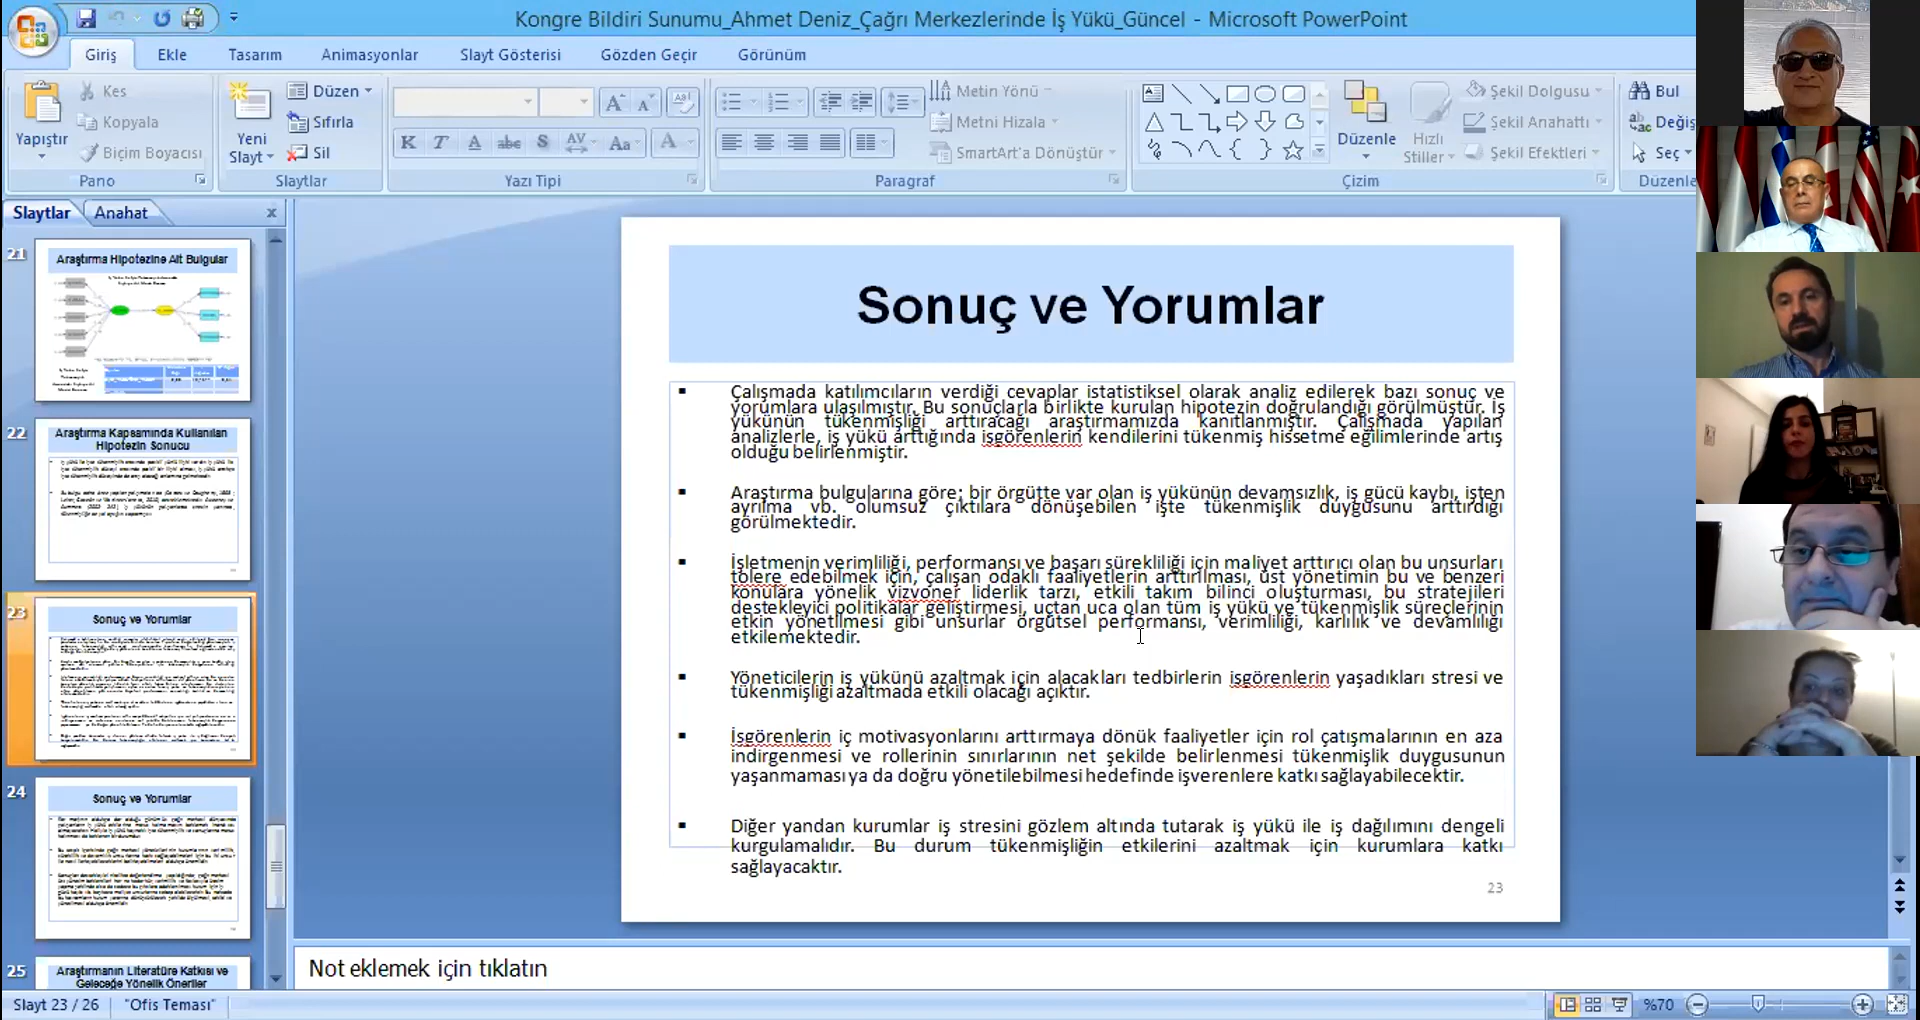 Kongre Bildiri Sunumu_Ahmet Deniz_Çağrı Merkezlerinde İş Yükü_Güncel - Microsoft PowerPoint
Giriş Ekle Tasarım Animasyonlar Slayt Gösterisi Gözden Geçir Görünüm
Yapıştır
Kes
Kopyala
Biçim Boyacısı
Pano
Yeni
Slayt
Düzen
Sıfırla
Sil
Slaytlar
Yazı Tipi
Metin Yönü
Metni Hizala
SmartArt'a Dönüştür
Paragraf
Düzenle
Hızlı
Stiller
Şekil Dolgusu
Şekil Anahattı
Şekil Efektleri
Çizim
Bul
Değiş
Seç
Düzenle
Slaytlar Anahat
21
Araştırma Hipotezine Ait Bulgular
22
Araştırma Kapsamında Kullanılan
Hipotezin Sonucu
23
Sonuç ve Yorumlar
24
Sonuç ve Yorumlar
25
Araştırmanın Literatüre Katkısı ve
Geleceğe Yönelik Öneriler
Sonuç ve Yorumlar
Çalışmada katılımcıların verdiği cevaplar istatistiksel olarak analiz edilerek bazı sonuç ve
yorumlara ulaşılmıştır. Bu sonuçlarla birlikte kurulan hipotezin doğrulandığı görülmüştür. İş
yükünün tükenmişliği arttıracağı araştırmamızda kanıtlanmıştır. Çalışmada yapılan
analizlerle, iş yükü arttığında işgörenlerin kendilerini tükenmiş hissetme eğilimlerinde artış
olduğu belirlenmiştir.
Araştırma bulgularına göre; bir örgütte var olan iş yükünün devamsızlık, iş gücü kaybı, işten
ayrılma vb. olumsuz çıktılara dönüşebilen işte tükenmişlik duygusunu arttırdığı
görülmektedir.
İşletmenin verimliliği, performansı ve başarı sürekliliği için maliyet arttırıcı olan bu unsurları
tölere edebilmek için, çalışan odaklı faaliyetlerin arttırılması, üst yönetimin bu ve benzeri
konulara yönelik vizyoner liderlik tarzı, etkili takım bilinci oluşturması, bu stratejileri
destekleyici politikalar geliştirmesi, uçtan uca olan tüm iş yükü ve tükenmişlik süreçlerinin
etkin yönetilmesi gibi unsurlar örgütsel performansı, verimliliği, karlılık ve devamlılığı
etkilemektedir.
Yöneticilerin iş yükünü azaltmak için alacakları tedbirlerin işgörenlerin yaşadıkları stresi ve
tükenmişliği azaltmada etkili olacağı açıktır.
İşgörenlerin iç motivasyonlarını arttırmaya dönük faaliyetler için rol çatışmalarının en aza
indirgenmesi ve rollerinin sınırlarının net şekilde belirlenmesi tükenmişlik duygusunun
yaşanmaması ya da doğru yönetilebilmesi hedefinde işverenlere katkı sağlayabilecektir.
Diğer yandan kurumlar iş stresini gözlem altında tutarak iş yükü ile iş dağılımını dengeli
kurgulamalıdır. Bu durum tükenmişliğin etkilerini azaltmak için kurumlara katkı
sağlayacaktır.
23
Not eklemek için tıklatın
Slayt 23 / 26 "Ofis Teması" %70